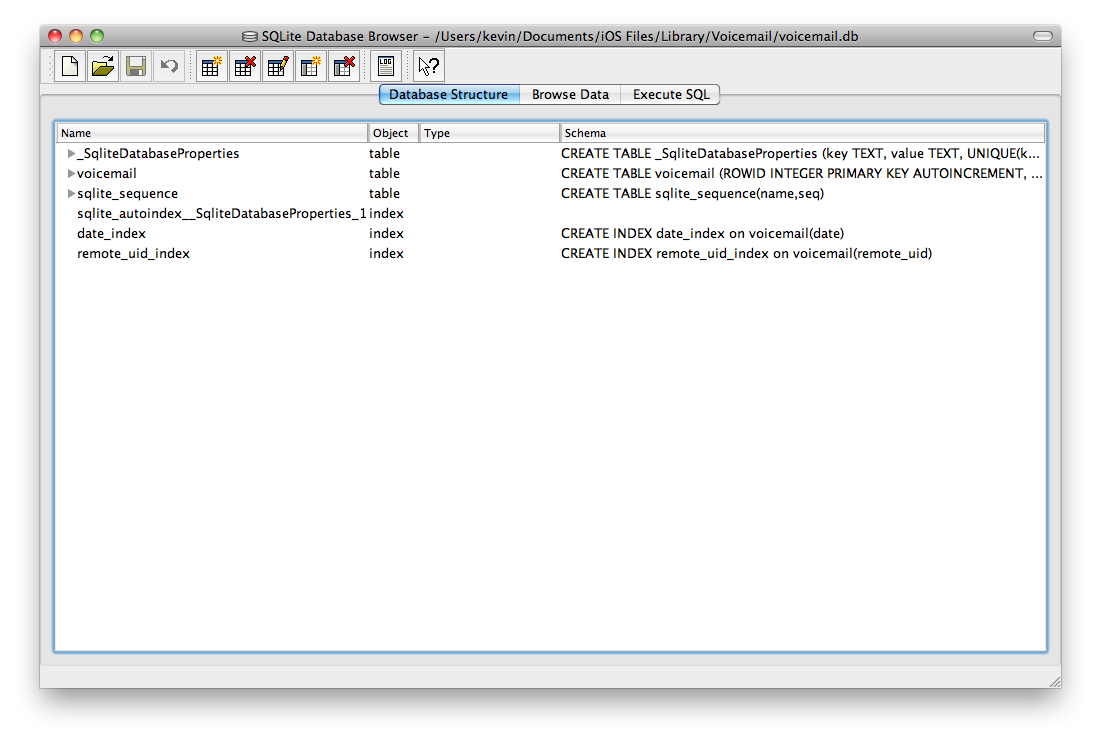 SQLite Database Browser – /Users/kevin/Documents/iOS Files/Library/Voicemail/voicemail.db
LOG
?
Database Structure Browse Data Execute SQL
Name Object Type Schema
_SqliteDatabaseProperties table CREATE TABLE _SqliteDatabaseProperties (key TEXT, value TEXT, UNIQUE(k...
voicemail table CREATE TABLE voicemail (ROWID INTEGER PRIMARY KEY AUTOINCREMENT, ...
sqlite_sequence table CREATE TABLE sqlite_sequence(name,seq)
sqlite_autoindex__SqliteDatabaseProperties_1 index
date_index index CREATE INDEX date_index on voicemail(date)
remote_uid_index index CREATE INDEX remote_uid_index on voicemail(remote_uid)